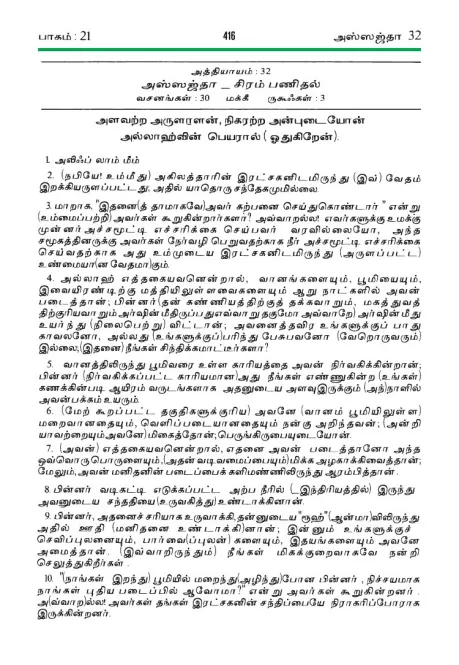 பாகம் : 21 416 அஸ்ஸஜ்தா 32
அத்தியாயம் : 32
அஸ்ஸஜ்தா _ சிரம் பணிதல்
வசனங்கள் : 30 மக்கீ ருகூஃகள் : 3
அளவற்ற அருளாளன், நிகரற்ற அன்புடையோன்
அல்லாஹ்வின் பெயரால் ( ஓதுகிறேன்).
1. அலிஃப் லாம் மீம்
2. (நபியே! உம்மீது) அகிலத்தாரின் இரட்சகனிடமிருந்து (இவ்) வேதம்
இறக்கியருளப்பட்டது; அதில் யாதொரு சந்தேகமுமில்லை.
3. மாறாக, "இதனை(த் தாமாகவே)அவர் கற்பனை செய்துகொண்டார் " என்று
(உம்மைப்பற்றி) அவர்கள் கூறுகின்றார்களா? அவ்வாறல்ல! எவர்களுக்கு உமக்கு
முன்னர் அச்சமூட்டி எச்சரிக்கை செய்பவர் வரவில்லையோ, அந்த
சமூகத்தினருக்கு அவர்கள் நேர்வழி பெறுவதற்காக நீர் அச்சமூட்டி எச்சரிக்கை
செய்வதற்காக அது உம்முடைய இரட்சகனிடமிருந்து (அருளப்பட்ட)
உண்மையா(ன வேதமா)கும்.
4. அல்லாஹ் எத்தகையவனென்றால், வானங்களையும், பூமியையும்,
இவையிரண்டிற்கு மத்தியிலுள்ளவைகளையும் ஆறு நாட்களில் அவன்
படைத்தான்; பின்னர் (தன் கண்ணியத்திற்குத் தக்கவாறும், மகத்துவத்
திற்குரியவாறும் அர்ஷின் மீதிருப்பது எவ்வாறு தகுமோ அவ்வாறே) அர்ஷின் மீது
உயர்ந்து (நிலைபெற்று) விட்டான்; அவனைத்தவிர உங்களுக்குப் பாது
காவலனோ, அல்லது (உங்களுக்குப்)பரிந்து பேசுபவனோ (வேறொருவரும்)
இல்லை;(இதனை) நீங்கள் சிந்திக்கமாட்டீர்களா?
5. வானத்திலிருந்து பூமிவரை உள்ள காரியத்தை அவன் நிர்வகிக்கின்றான்;
பின்னர் (நிர்வகிக்கப்பட்ட காரியமான)அது நீங்கள் எண்ணுகின்ற (உங்கள்)
கணக்கின்படி ஆயிரம் வருடங்களாக அதனுடைய அளவு இருக்கும் (அந்)நாளில்
அவன்பக்கம் உயரும்.
6. (மேற் கூறப்பட்ட தகுதிகளுக்குரிய) அவனே (வானம் பூமியிலுள்ள)
மறைவானதையும், வெளிப்படையானதையும் நன்கு அறிந்தவன்; (அன்றி
யாவற்றையும் அவனே) மிகைத்தோன்; பெருங்கிருபையுடையோன்.
7. (அவன்) எத்தகையவனென்றால், எதனை அவன் படைத்தானோ அந்த
ஒவ்வொரு பொருளையும்,(அதன் வடிவமைப்பையும்) மிக்க அழகாக்கிவைத்தான்;
மேலும், அவன் மனிதனின் படைப்பைக் களிமண்ணிலிருந்து ஆரம்பித்தான் .
8. பின்னர் வடிகட்டி எடுக்கப்பட்ட அற்ப நீரில் (_இந்திரியத்தில்) இருந்து
அவனுடைய சந்ததியை(உருவகித்து) உண்டாக்கினான்.
9. பின்னர், அதனைச் சரியாக உருவாக்கி, தன்னுடைய "ரூஹ்" (ஆன்மா)விலிருந்து
அதில் ஊதி (மனிதனை உண்டாக்கி)னான்; இன்னும் உங்களுக்குச்
செவிப்புலனையும், பார்வை(ப்புலன்) களையும், இதயங்களையும் அவனே
அமைத்தான். (இவ்வாறிருந்தும்) நீங்கள் மிகக்குறைவாகவே நன்றி
செலுத்துகிறீர்கள் .
10. "(நாங்கள் இறந்து) பூமியில் மறைந்து(அழிந்து)போன பின்னர் , நிச்சயமாக
நாங்கள் புதிய படைப்பில் ஆவோமா?" என்று அவர்கள் கூறுகின்றனர் .
அ(வ்வாற)ல்ல! அவர்கள் தங்கள் இரட்சகனின் சந்திப்பையே நிராகரிப்போராக
இருக்கின்றனர்.